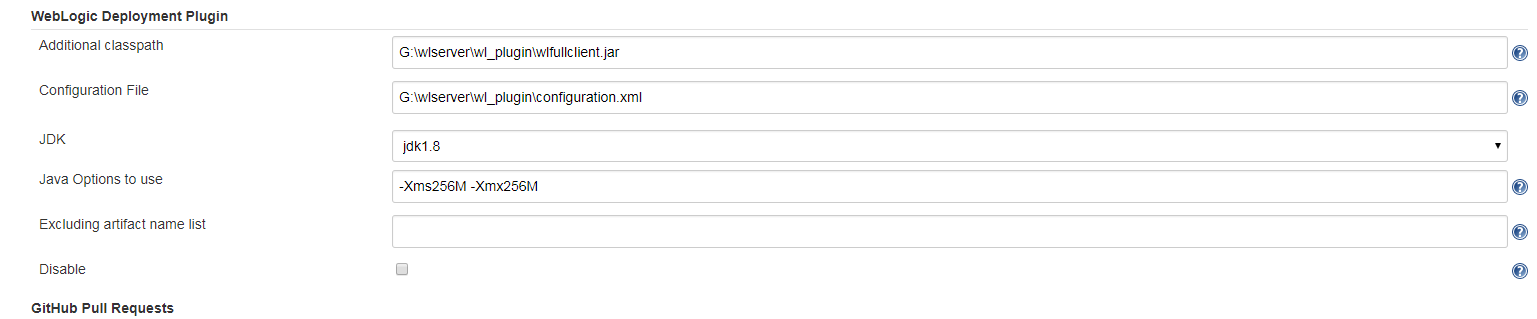 WebLogic Deployment Plugin
Additional classpath
G:\wlserver\wl_plugin\wlfullclient.jar
Configuration File
G:\wlserver\wl_plugin\configuration.xml
JDK
jdk1.8
Java Options to use
-Xms256M -Xmx256M
Excluding artifact name list
Disable
GitHub Pull Requests